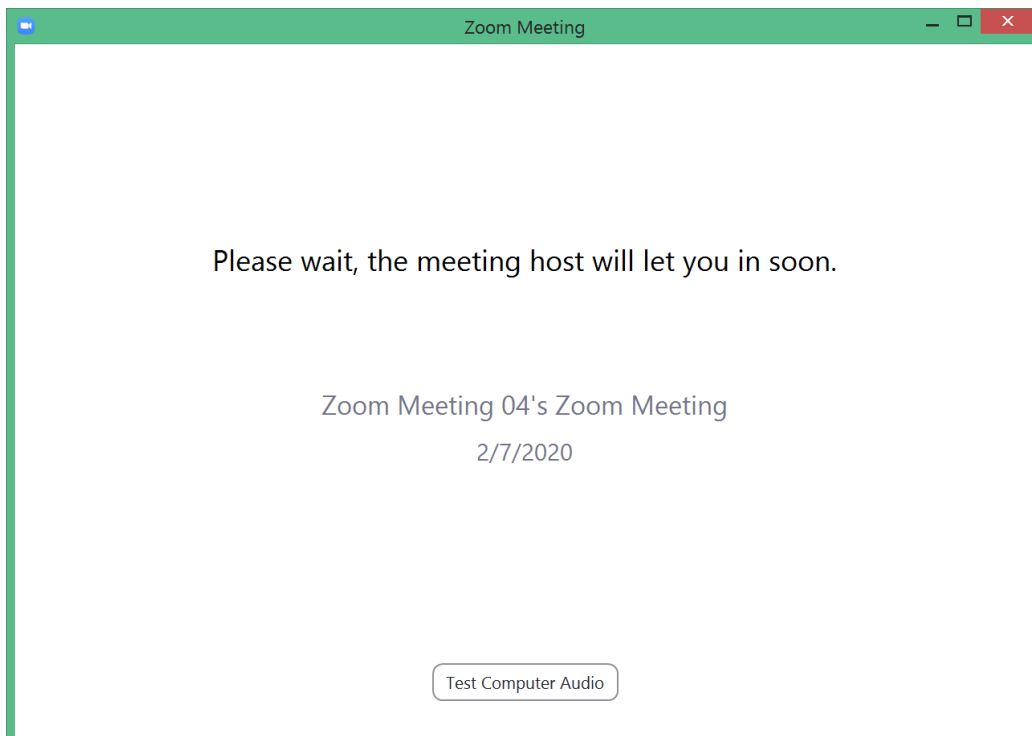 Zoom Meeting
Please wait, the meeting host will let you in soon.
Zoom Meeting 04's Zoom Meeting
2/7/2020
Test Computer Audio